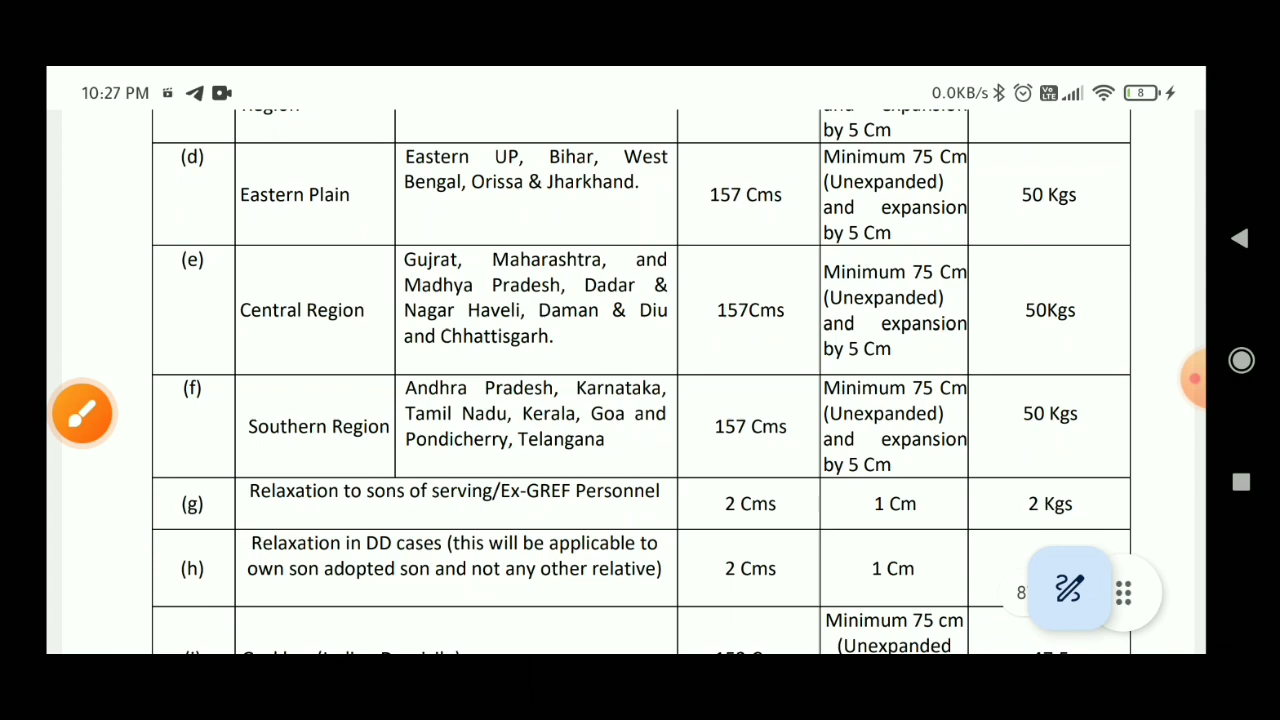 10:27 PM
0.0KB/s
Vo LTE
8
Region
and expansion
by 5 Cm
(d)
Eastern Plain
Eastern UP, Bihar, West
Bengal, Orissa & Jharkhand.
157 Cms
Minimum 75 Cm
(Unexpanded)
and expansion
by 5 Cm
50 Kgs
(e)
Central Region
Gujrat, Maharashtra, and
Madhya Pradesh, Dadar &
Nagar Haveli, Daman & Diu
and Chhattisgarh.
157Cms
Minimum 75 Cm
(Unexpanded)
and expansion
by 5 Cm
50Kgs
(f)
Southern Region
Andhra Pradesh, Karnataka,
Tamil Nadu, Kerala, Goa and
Pondicherry, Telangana
157 Cms
Minimum 75 Cm
(Unexpanded)
and expansion
by 5 Cm
50 Kgs
(g)
Relaxation to sons of serving/Ex-GREF Personnel
2 Cms
1 Cm
2 Kgs
(h)
Relaxation in DD cases (this will be applicable to
own son adopted son and not any other relative)
2 Cms
1 Cm
8
Minimum 75 cm
(Unexpanded